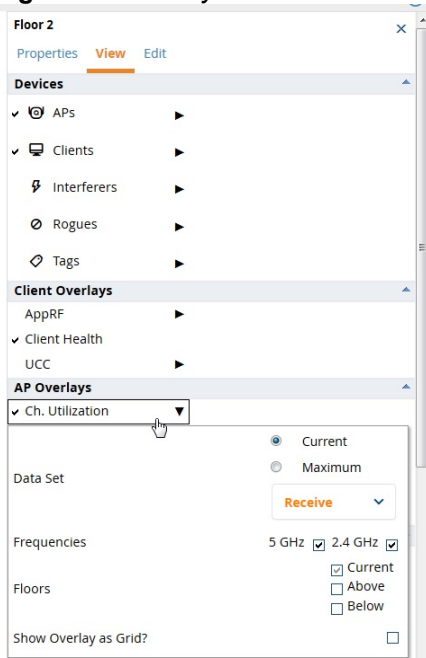 Floor 2
Properties View Edit
Devices
APs
Clients
Interferers
Rogues
Tags
Client Overlays
AppRF
Client Health
UCC
AP Overlays
Ch. Utilization
Current
Maximum
Data Set
Receive
Frequencies 5 GHz 2.4 GHz
Current
Floors Above
Below
Show Overlay as Grid?